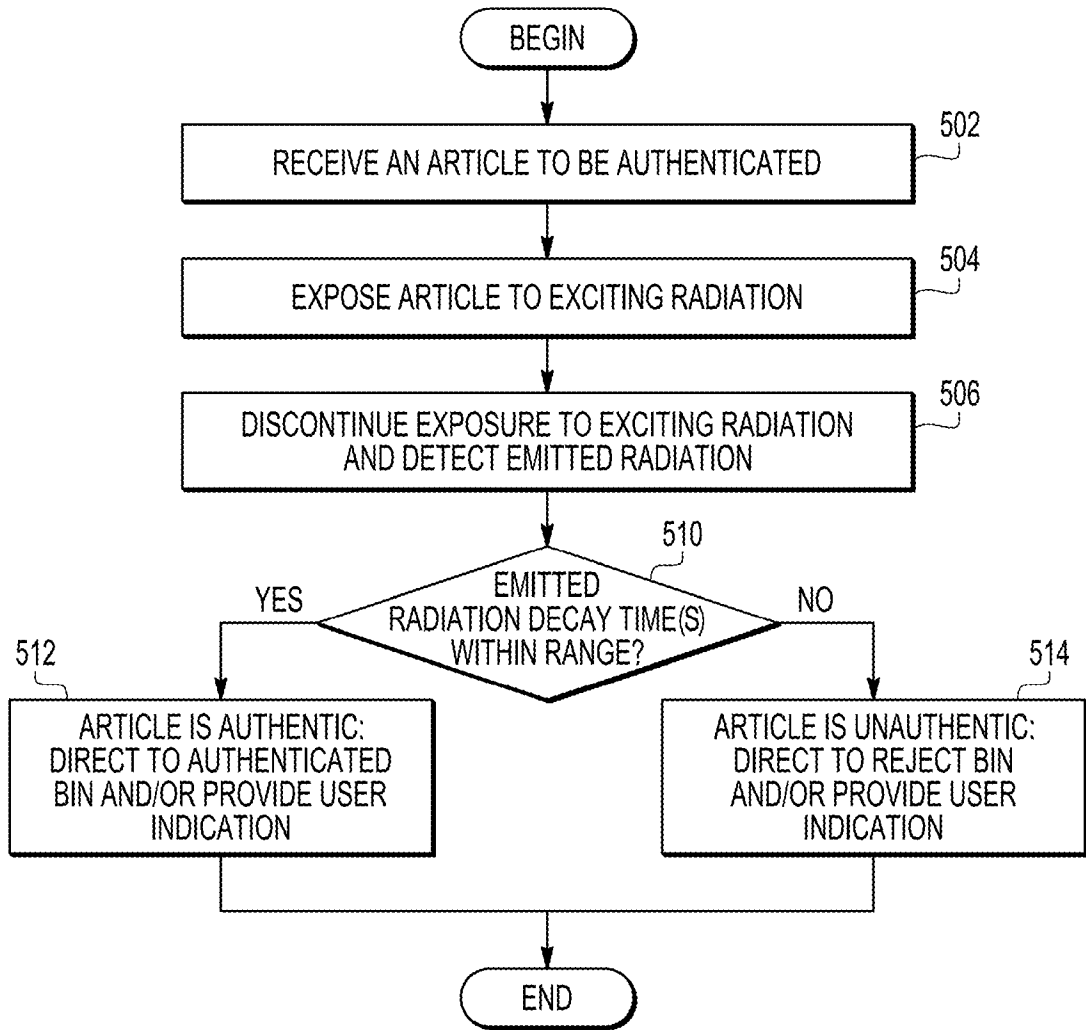 BEGIN
502
RECEIVE AN ARTICLE TO BE AUTHENTICATED
504
EXPOSE ARTICLE TO EXCITING RADIATION
506
DISCONTINUE EXPOSURE TO EXCITING RADIATION
AND DETECT EMITTED RADIATION
510
EMITTED
RADIATION DECAY TIME(S)
WITHIN RANGE?
YES
NO
512
ARTICLE IS AUTHENTIC:
DIRECT TO AUTHENTICATED
BIN AND/OR PROVIDE USER
INDICATION
514
ARTICLE IS UNAUTHENTIC:
DIRECT TO REJECT BIN
AND/OR PROVIDE USER
INDICATION
END